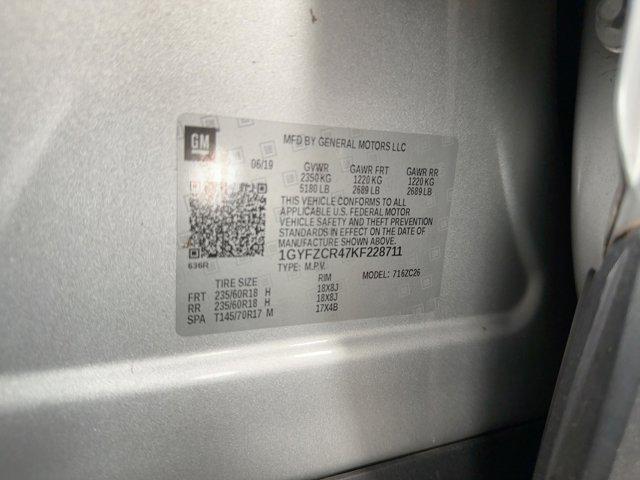 GM
MFD BY GENERAL MOTORS LLC
06/19 GVWR GAWR FRT GAWR RR
2350 KG 1220 KG 1220 KG
5180 LB 2689 LB 2689 LB
THIS VEHICLE CONFORMS TO ALL
APPLICABLE U.S. FEDERAL MOTOR
VEHICLE SAFETY AND THEFT PREVENTION
STANDARDS IN EFFECT ON THE DATE OF
MANUFACTURE SHOWN ABOVE.
1GYFZCR47KF228711
636R TYPE: M.P.V. MODEL: 716ZC26
TIRE SIZE RIM
FRT 235/60R18 H 18X8J
RR 235/60R18 H 18X8J
SPA T145/70R17 M 17X4B